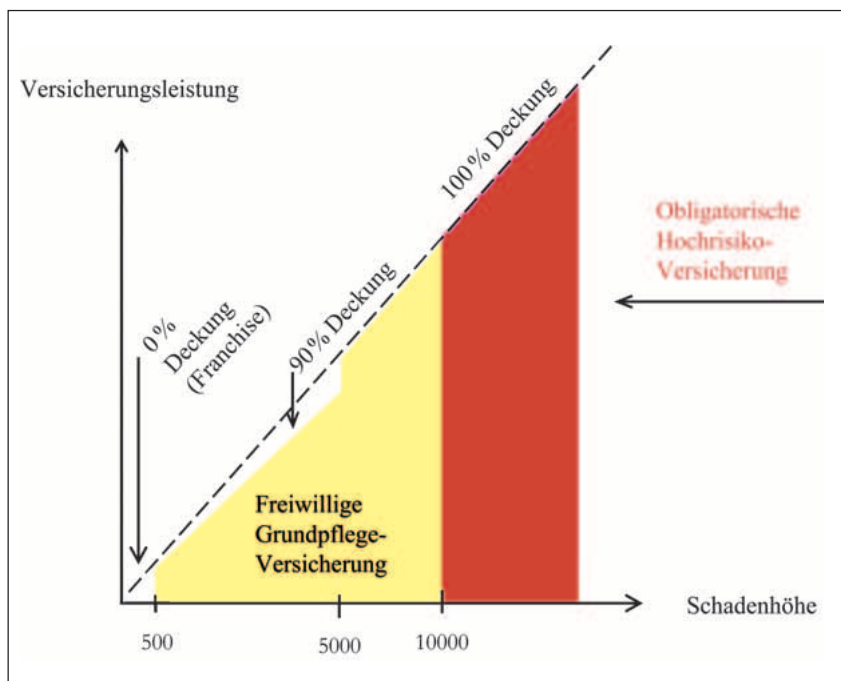 Versicherungsleistung
100% Deckung
Obligatorische
Hochrisiko-
Versicherung
0%
Deckung
(Franchise)
90% Deckung
Freiwillige
Grundpflege-
Versicherung
Schadenhöhe
500
5000
10000